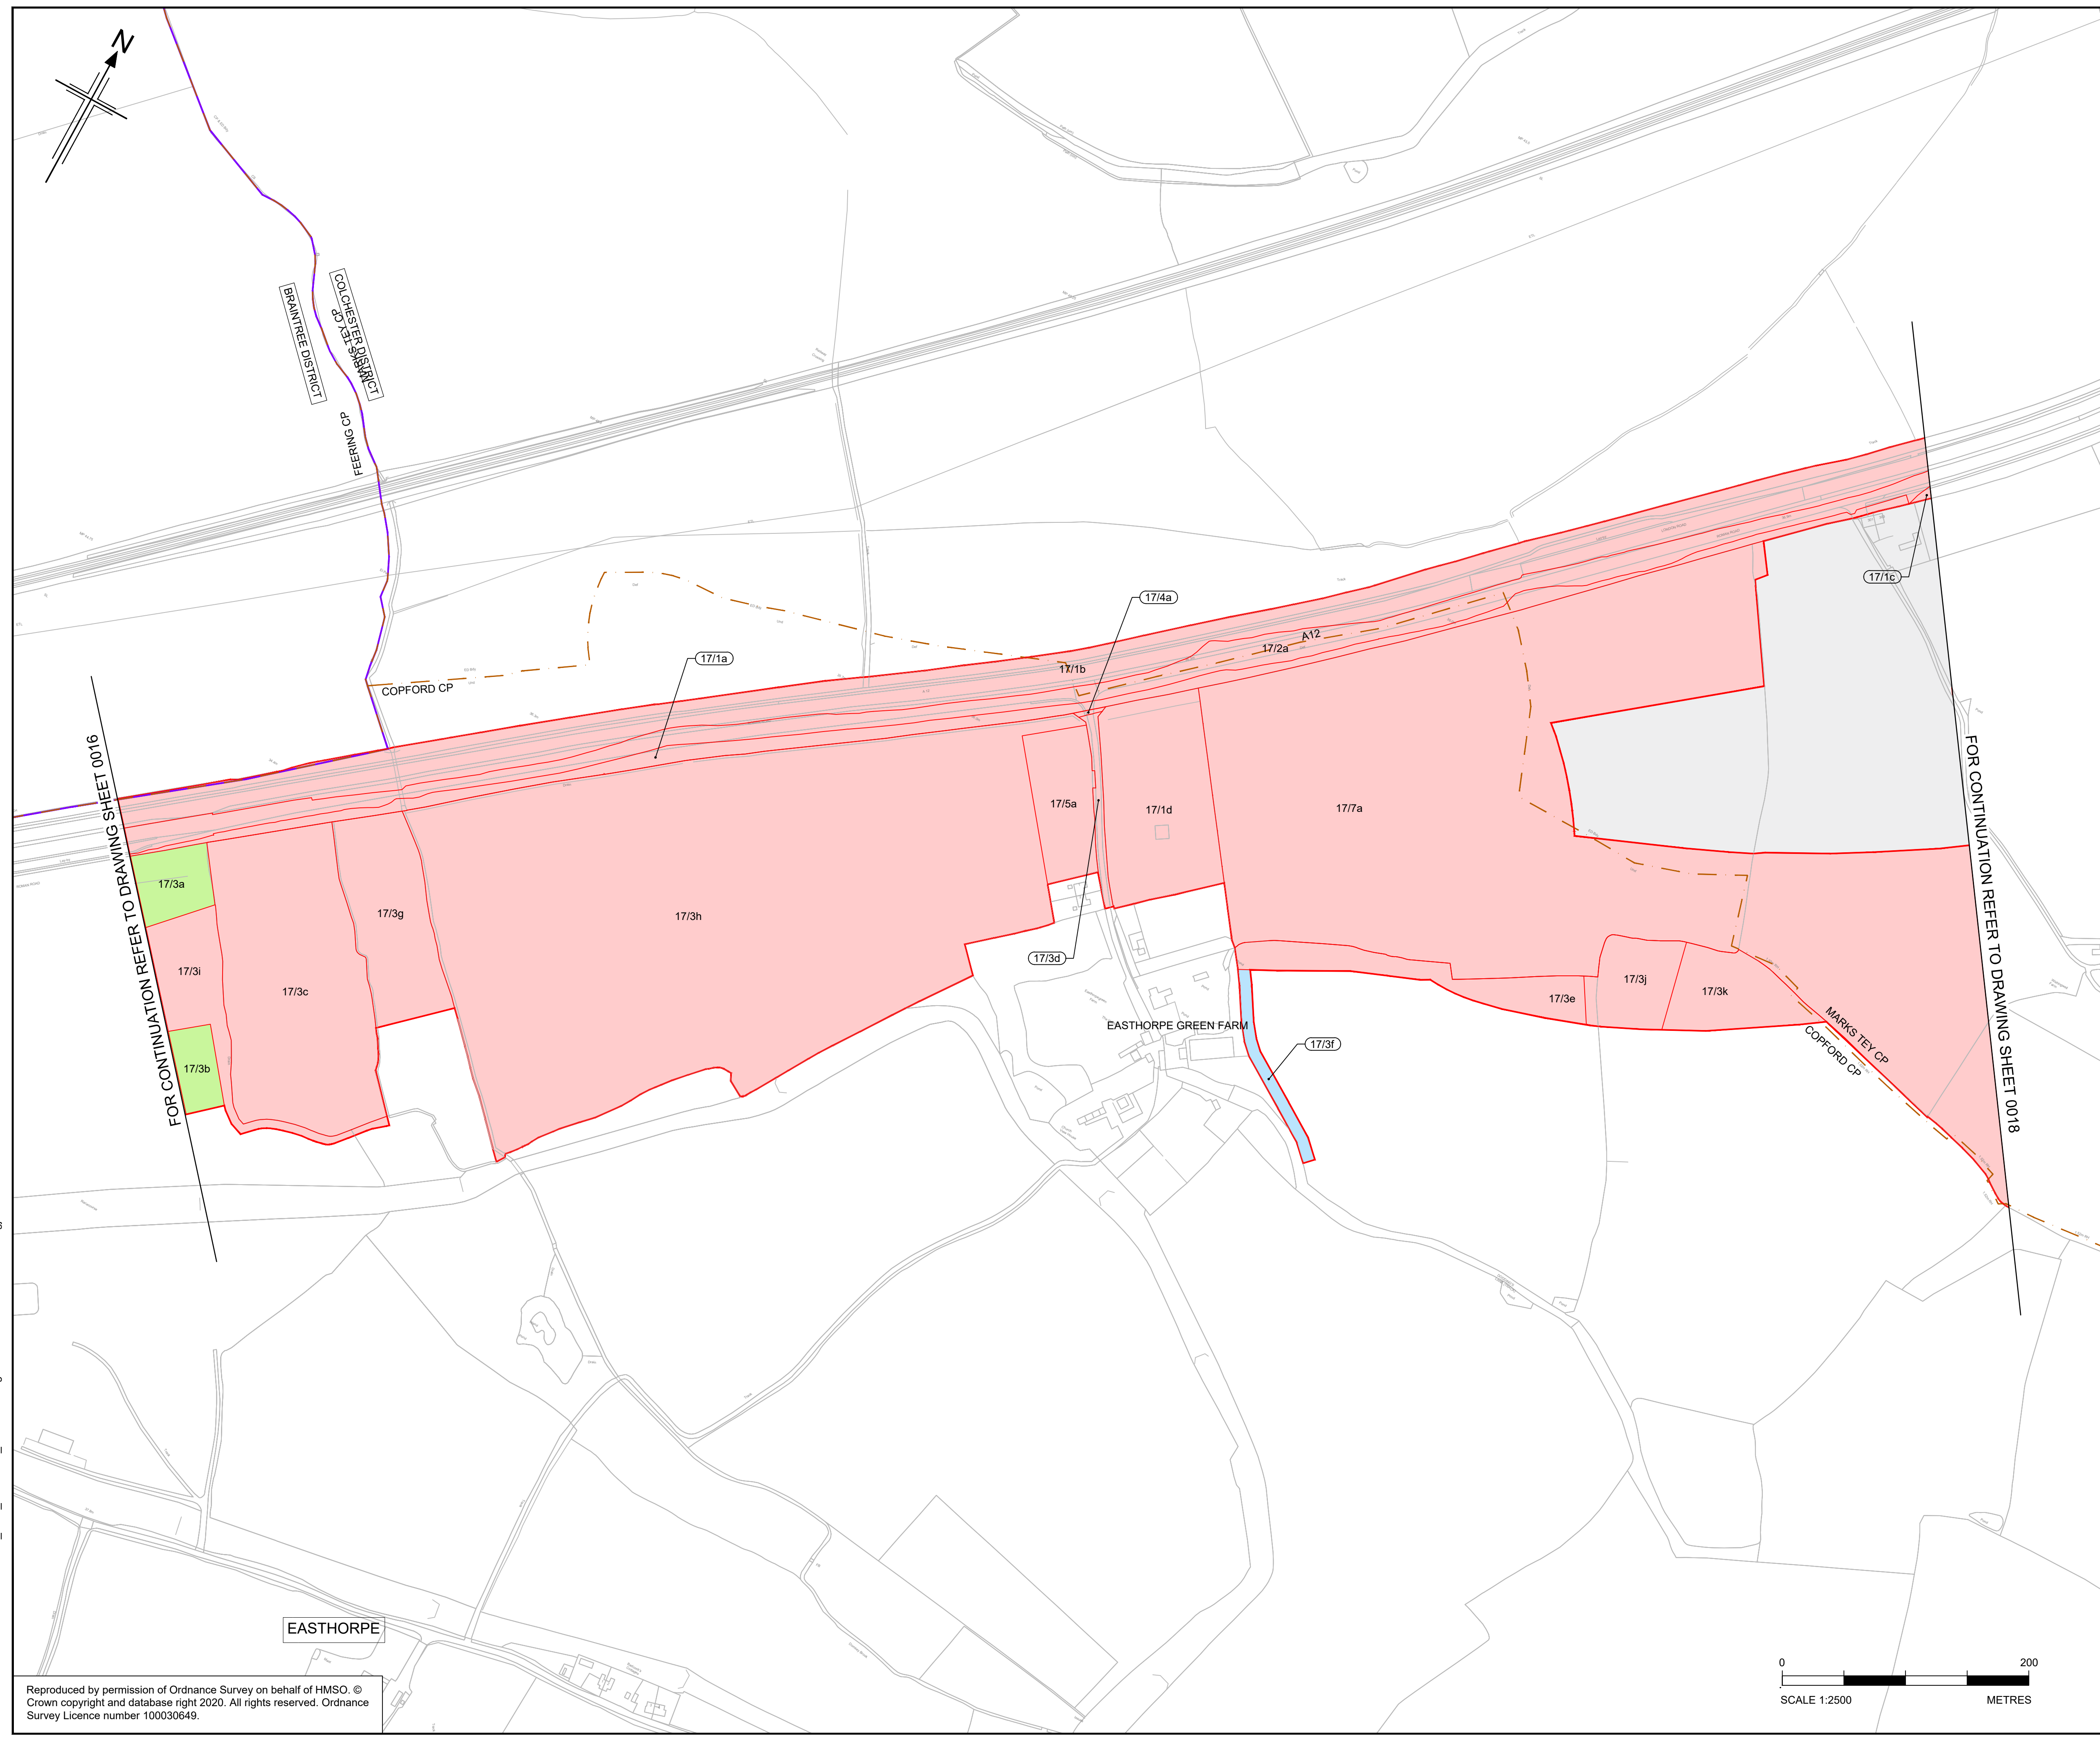 N
BRAINTREE DISTRICT
COLCHESTER DISTRICT
MARKS TEY CP
FEERING CP
COPFORD CP
17/1a
17/4a
17/1b
17/2a
A12
17/1c
FOR CONTINUATION REFER TO DRAWING SHEET 0016
FOR CONTINUATION REFER TO DRAWING SHEET 0018
17/3a
17/3i
17/3b
17/3c
17/3g
17/3h
17/5a
17/1d
17/7a
17/3d
17/3e
17/3j
17/3k
EASTHORPE GREEN FARM
17/3f
MARKS TEY CP
COPFORD CP
EASTHORPE
0
200
SCALE 1:2500
METRES
Reproduced by permission of Ordnance Survey on behalf of HMSO. ©
Crown copyright and database right 2020. All rights reserved. Ordnance
Survey Licence number 100030649.